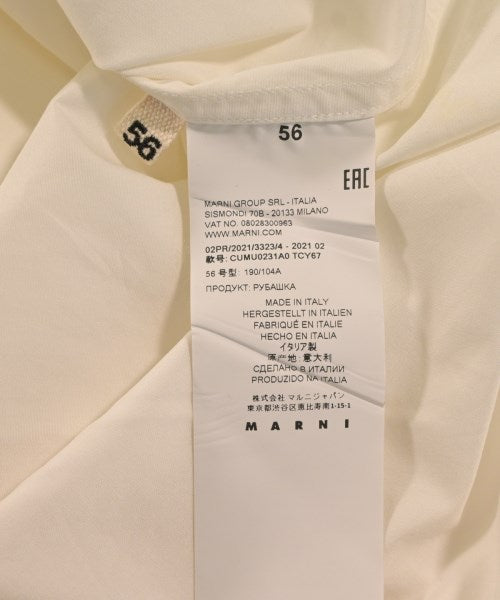 56
56
EAC
MARNI GROUP SRL - ITALIA
SISMONDI 70B - 20133 MILANO
VAT NO. 08028300963
WWW.MARNI.COM
02PR/2021/3323/4 - 2021 02
款号: CUMU0231A0 TCY67
56 号型: 190/104A
ПРОДУКТ: РУБАШКА
MADE IN ITALY
HERGESTELLT IN ITALIEN
FABRIQUÉ EN ITALIE
HECHO EN ITALIA
イタリア製
原产地: 意大利
СДЕЛАНО В ИТАЛИИ
PRODUZIDO NA ITALIA
株式会社 マルニジャパン
東京都渋谷区恵比寿南1-15-1
MARNI